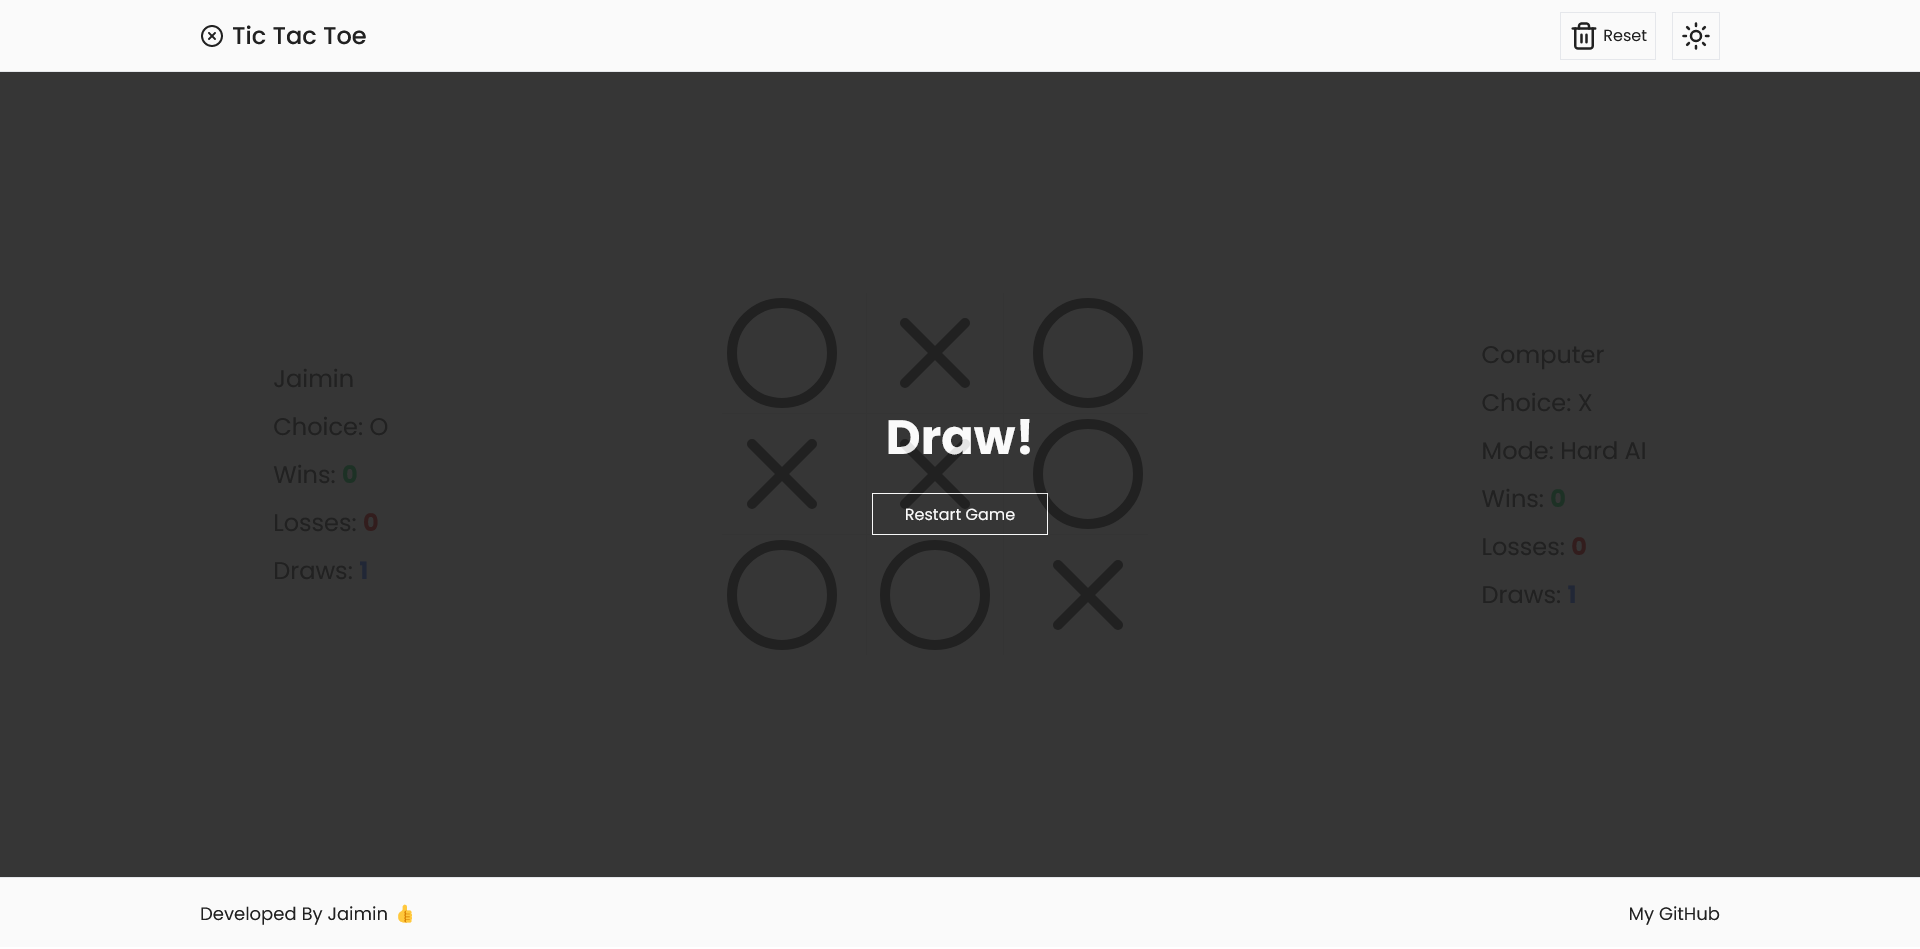 Tic Tac Toe
Reset
Jaimin
Choice: O
Wins: 0
Losses: 0
Draws: 1
Draw!
Restart Game
Computer
Choice: X
Mode: Hard AI
Wins: 0
Losses: 0
Draws: 1
Developed By Jaimin 👍
My GitHub